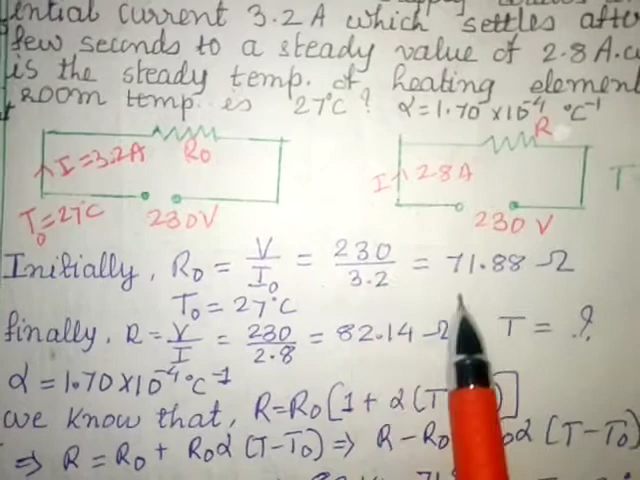 current 3.2 A which settles after
few seconds to a steady value of 2.8 A.
is the steady temp. of heating element
room temp. is 27°C? α=1.70×10⁻⁴ °C⁻¹
I=3.2A
R₀
T₀=27°C
230V
R
I
2.8A
230 V
T
Initially, R₀ = V/I₀ = 230/3.2 = 71.88 Ω
T₀ = 27°C
finally, R = V/I = 230/2.8 = 82.14 Ω T = ?
α = 1.70×10⁻⁴ °C⁻¹
we know that, R=R₀[1+ α(T ]
⇒ R = R₀ + R₀α (T-T₀) ⇒ R - R₀ α (T-T₀)